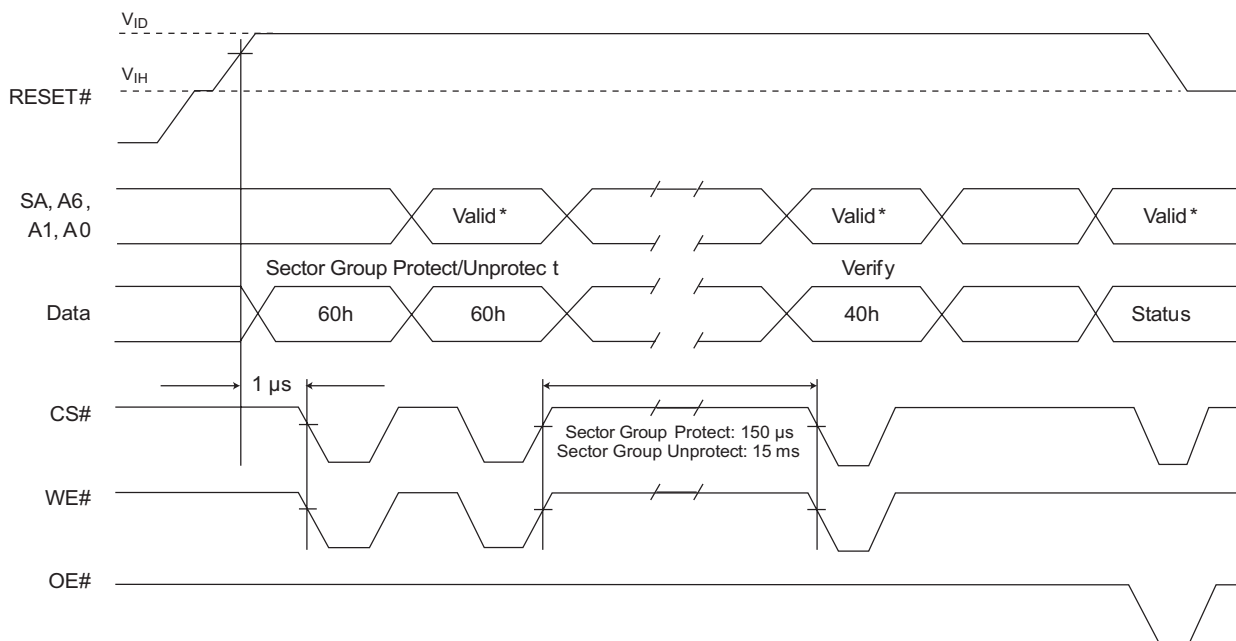 VID
VIH
RESET#
SA, A6,
A1, A0
Valid*
Valid*
Valid*
Sector Group Protect/Unprotec t
Verify
Data
60h
60h
40h
Status
1 µs
CS#
Sector Group Protect: 150 µs
Sector Group Unprotect: 15 ms
WE#
OE#